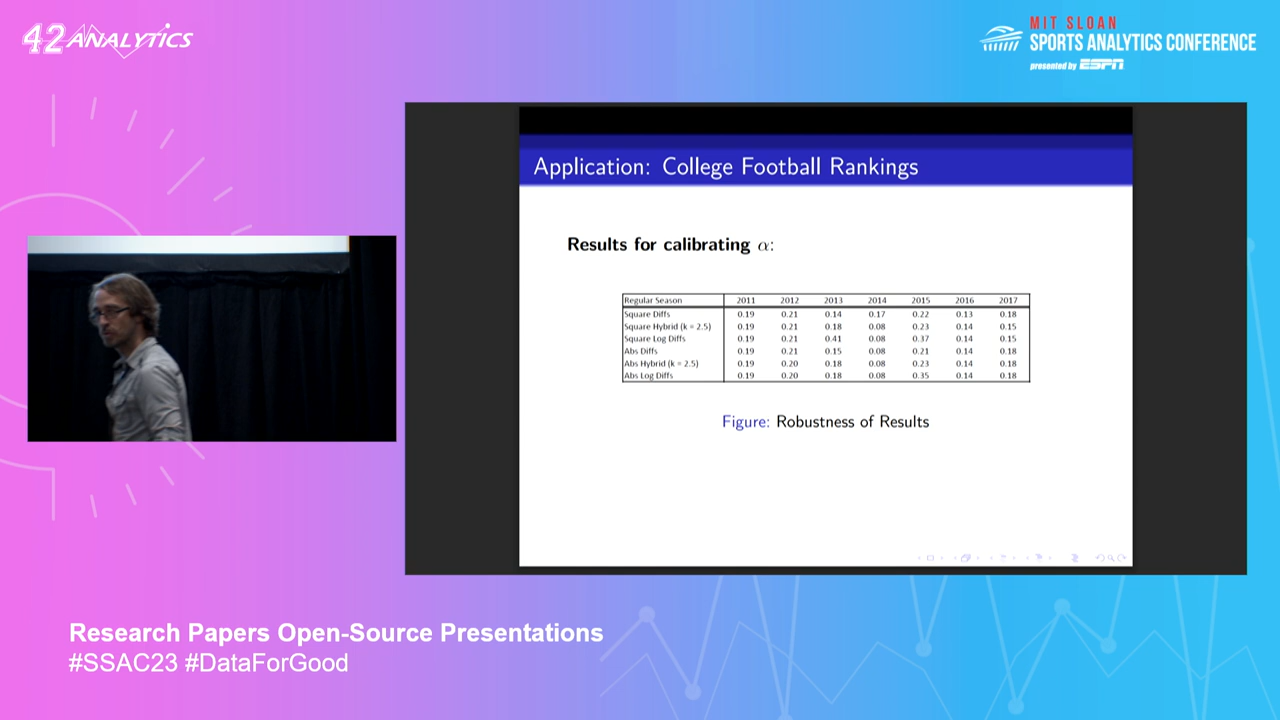 42 ANALYTICS
MIT SLOAN
SPORTS ANALYTICS CONFERENCE
presented by ESPN
Application: College Football Rankings
Results for calibrating α:
Regular Season 2011 2012 2013 2014 2015 2016 2017
Square Diffs 0.19 0.21 0.14 0.17 0.22 0.13 0.18
Square Hybrid (k = 2.5) 0.19 0.21 0.18 0.08 0.23 0.14 0.15
Square Log Diffs 0.19 0.21 0.41 0.08 0.37 0.14 0.15
Abs Diffs 0.19 0.21 0.15 0.08 0.21 0.14 0.18
Abs Hybrid (k = 2.5) 0.19 0.20 0.18 0.08 0.23 0.14 0.18
Abs Log Diffs 0.19 0.20 0.18 0.08 0.35 0.14 0.18
Figure: Robustness of Results
Research Papers Open-Source Presentations
#SSAC23 #DataForGood